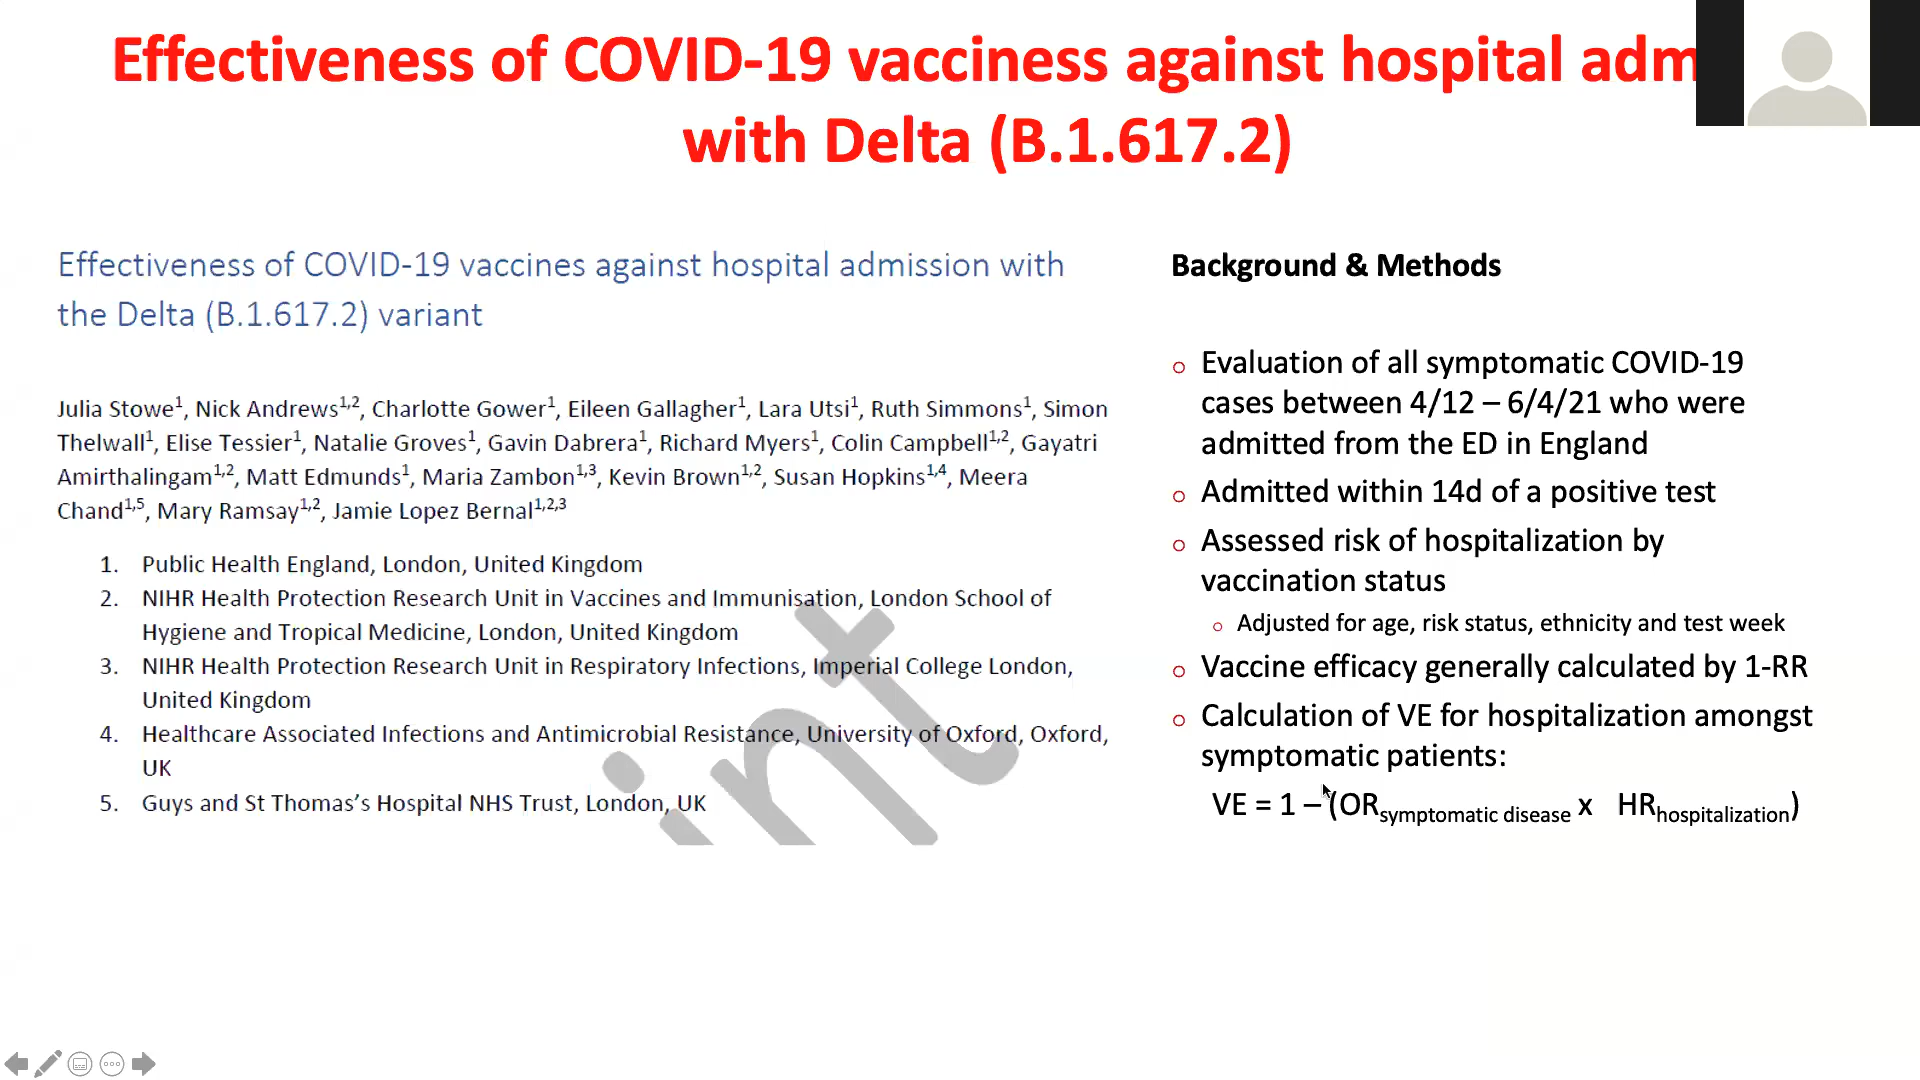 Effectiveness of COVID-19 vacciness against hospital adm
with Delta (B.1.617.2)
Effectiveness of COVID-19 vaccines against hospital admission with
the Delta (B.1.617.2) variant
Julia Stowe1, Nick Andrews1,2, Charlotte Gower1, Eileen Gallagher1, Lara Utsi1, Ruth Simmons1, Simon
Thelwall1, Elise Tessier1, Natalie Groves1, Gavin Dabrera1, Richard Myers1, Colin Campbell1,2, Gayatri
Amirthalingam1,2, Matt Edmunds1, Maria Zambon1,3, Kevin Brown1,2, Susan Hopkins1,4, Meera
Chand1,5, Mary Ramsay1,2, Jamie Lopez Bernal1,2,3
1. Public Health England, London, United Kingdom
2. NIHR Health Protection Research Unit in Vaccines and Immunisation, London School of
Hygiene and Tropical Medicine, London, United Kingdom
3. NIHR Health Protection Research Unit in Respiratory Infections, Imperial College London,
United Kingdom
4. Healthcare Associated Infections and Antimicrobial Resistance, University of Oxford, Oxford,
UK
5. Guys and St Thomas's Hospital NHS Trust, London, UK
int
Background & Methods
Evaluation of all symptomatic COVID-19
cases between 4/12 – 6/4/21 who were
admitted from the ED in England
Admitted within 14d of a positive test
Assessed risk of hospitalization by
vaccination status
Adjusted for age, risk status, ethnicity and test week
Vaccine efficacy generally calculated by 1-RR
Calculation of VE for hospitalization amongst
symptomatic patients:
VE = 1 – (ORsymptomatic disease x HRhospitalization)